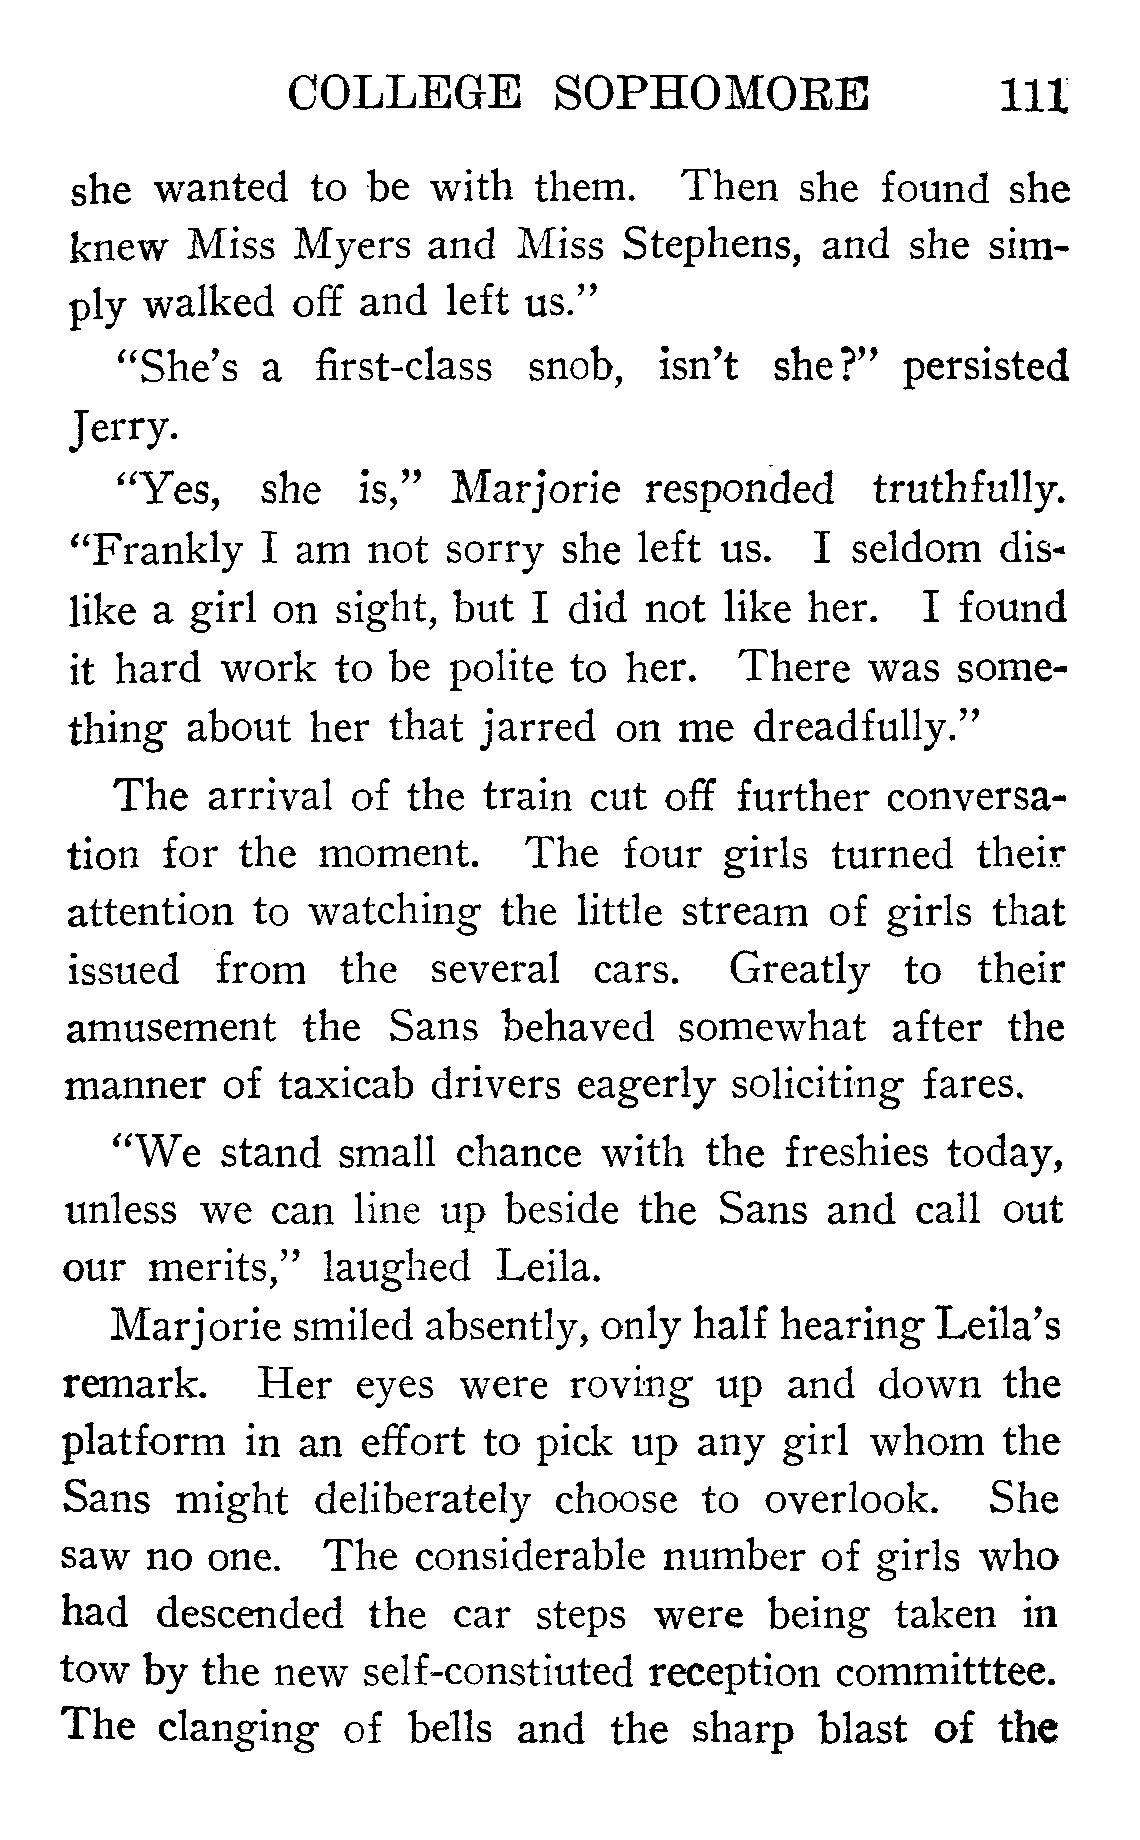 COLLEGE SOPHOMORE 111
she wanted to be with them. Then she found she
knew Miss Myers and Miss Stephens, and she sim-
ply walked off and left us.”
“She’s a first-class snob, isn’t she?” persisted
Jerry.
“Yes, she is,” Marjorie responded truthfully.
“Frankly I am not sorry she left us. I seldom dis-
like a girl on sight, but I did not like her. I found
it hard work to be polite to her. There was some-
thing about her that jarred on me dreadfully.”
The arrival of the train cut off further conversa-
tion for the moment. The four girls turned their
attention to watching the little stream of girls that
issued from the several cars. Greatly to their
amusement the Sans behaved somewhat after the
manner of taxicab drivers eagerly soliciting fares.
“We stand small chance with the freshies today,
unless we can line up beside the Sans and call out
our merits,” laughed Leila.
Marjorie smiled absently, only half hearing Leila’s
remark. Her eyes were roving up and down the
platform in an effort to pick up any girl whom the
Sans might deliberately choose to overlook. She
saw no one. The considerable number of girls who
had descended the car steps were being taken in
tow by the new self-constiuted reception committtee.
The clanging of bells and the sharp blast of the